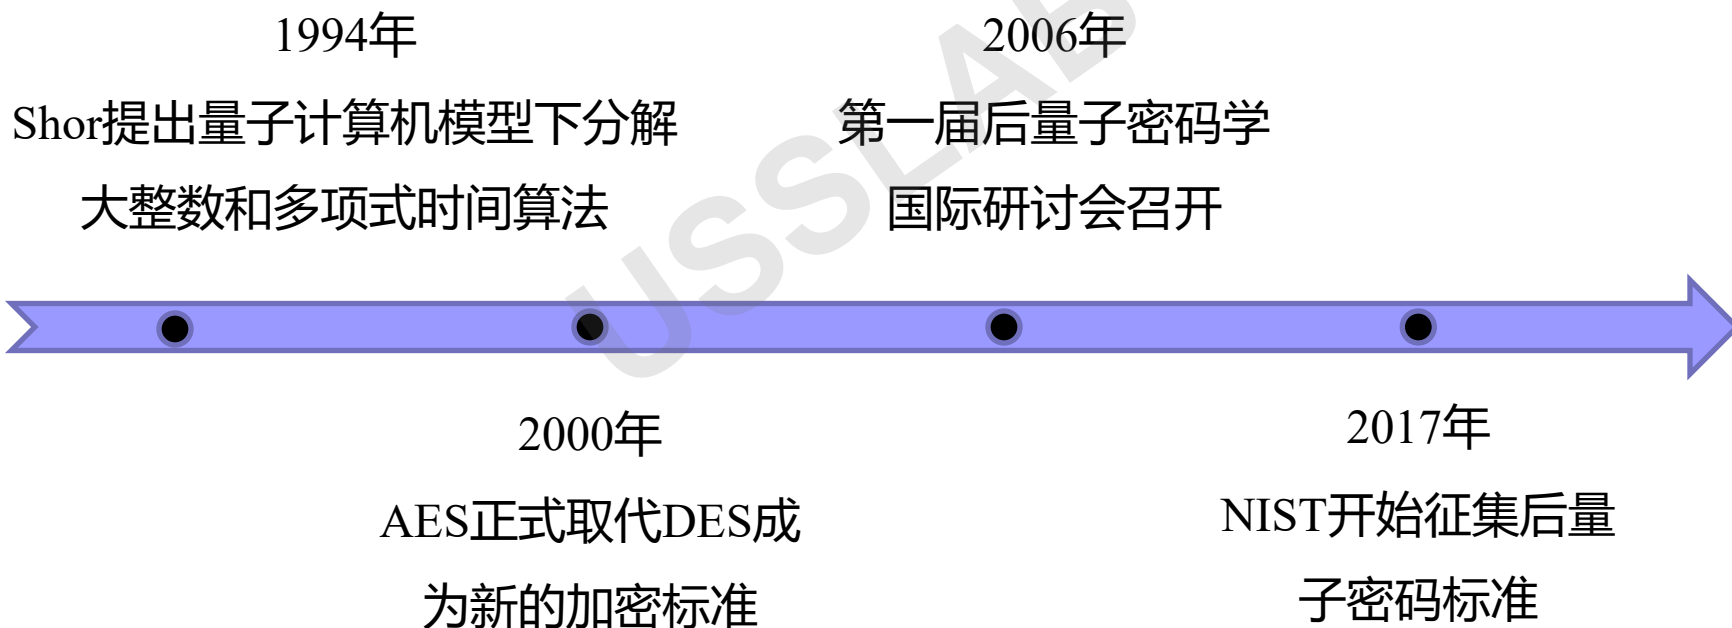 1994年
Shor提出量子计算机模型下分解
大整数和多项式时间算法
2006年
第一届后量子密码学
国际研讨会召开
USSLAB
2000年
AES正式取代DES成
为新的加密标准
2017年
NIST开始征集后量
子密码标准